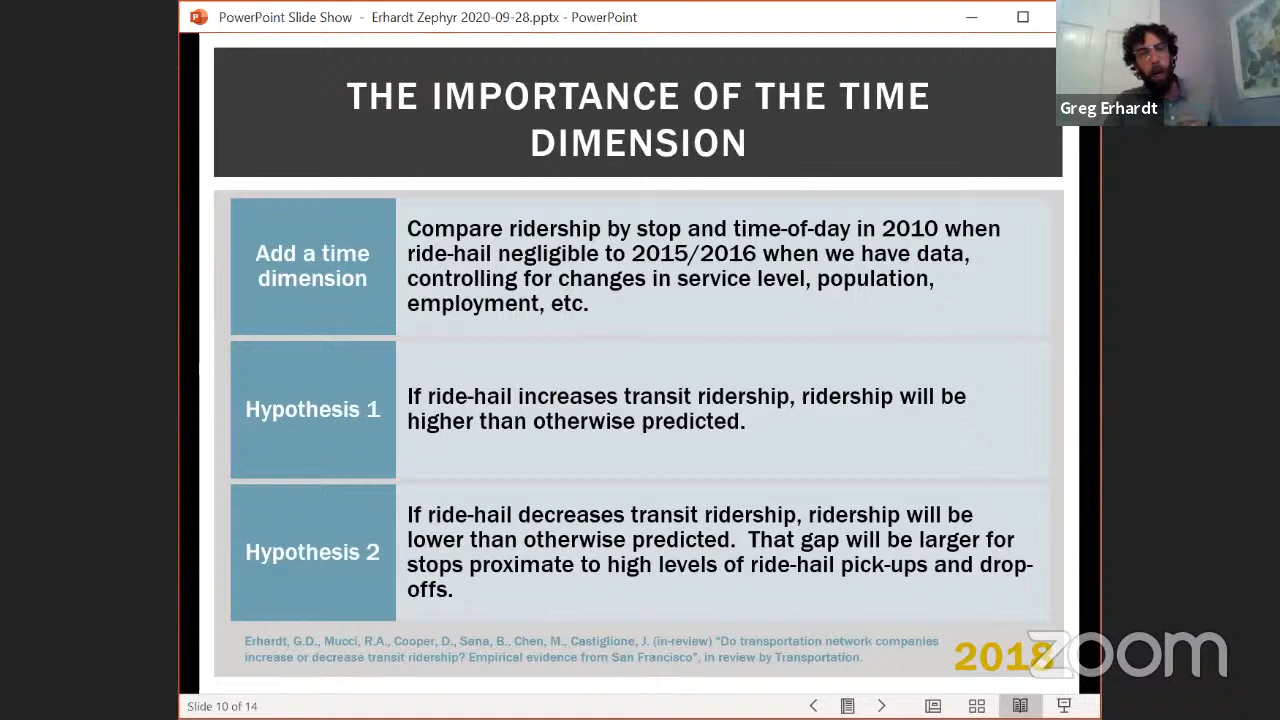 PowerPoint Slide Show - Erhardt Zephyr 2020-09-28.pptx - PowerPoint
Greg Erhardt
THE IMPORTANCE OF THE TIME
DIMENSION
Add a time
dimension
Compare ridership by stop and time-of-day in 2010 when
ride-hail negligible to 2015/2016 when we have data,
controlling for changes in service level, population,
employment, etc.
Hypothesis 1
If ride-hail increases transit ridership, ridership will be
higher than otherwise predicted.
Hypothesis 2
If ride-hail decreases transit ridership, ridership will be
lower than otherwise predicted. That gap will be larger for
stops proximate to high levels of ride-hail pick-ups and drop-
offs.
Erhardt, G.D., Mucci, R.A., Cooper, D., Sana, B., Chen, M., Castiglione, J. (in-review) "Do transportation network companies
increase or decrease transit ridership? Empirical evidence from San Francisco", in review by Transportation.
2018
zoom
Slide 10 of 14